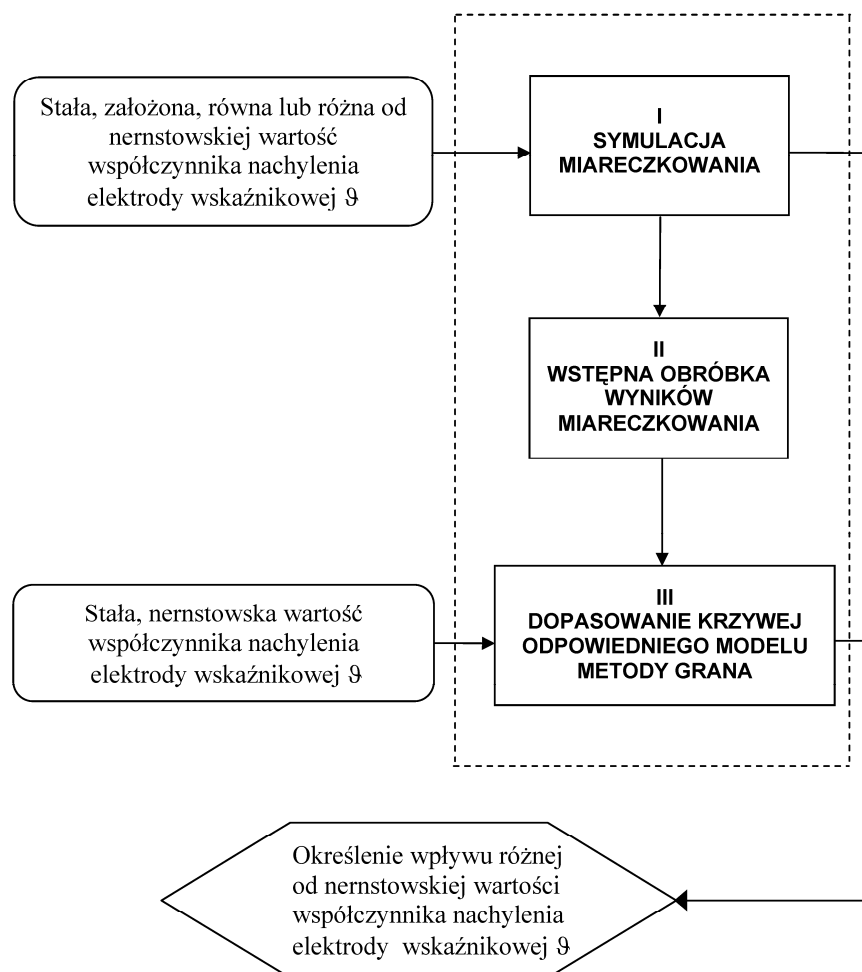 Stała, założona, równa lub różna od
nernstowskiej wartość
współczynnika nachylenia
elektrody wskaźnikowej ϑ
I
SYMULACJA
MIARECZKOWANIA
II
WSTĘPNA OBRÓBKA
WYNIKÓW
MIARECZKOWANIA
Stała, nernstowska wartość
współczynnika nachylenia
elektrody wskaźnikowej ϑ
III
DOPASOWANIE KRZYWEJ
ODPOWIEDNIEGO MODELU
METODY GRANA
Określenie wpływu różnej
od nernstowskiej wartości
współczynnika nachylenia
elektrody wskaźnikowej ϑ